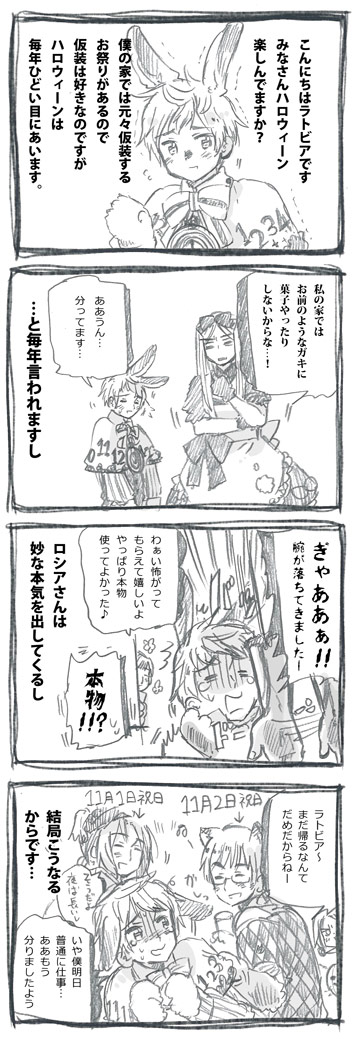 こんにちはラトビアです
みなさんハロウィーン
楽しんでますか？
僕の家では元々仮装する
お祭りがあるので
仮装は好きなのですが
ハロウィーンは
毎年ひどい目にあいます。
1234
私の家では
お前のようなガキに
菓子やったり
しないからな…！
ああうん…
分ってます…
…と毎年言われますし
0 11 12
ぎゃああぁ!!
腕が落ちてきましたー
わぁい怖がって
もらえて嬉しいよ
やっぱり本物
使ってよかった♪
本物!!?
ロシアさんは
妙な本気を出してくるし
11月2日祝日
11月1日祝日
ラトビア～
まだ帰るなんて
だめだからねー
そうだよ
夜は長い
結局こうなる
からです…
いや僕明日
普通に仕事…
ああもう
分りましたよう